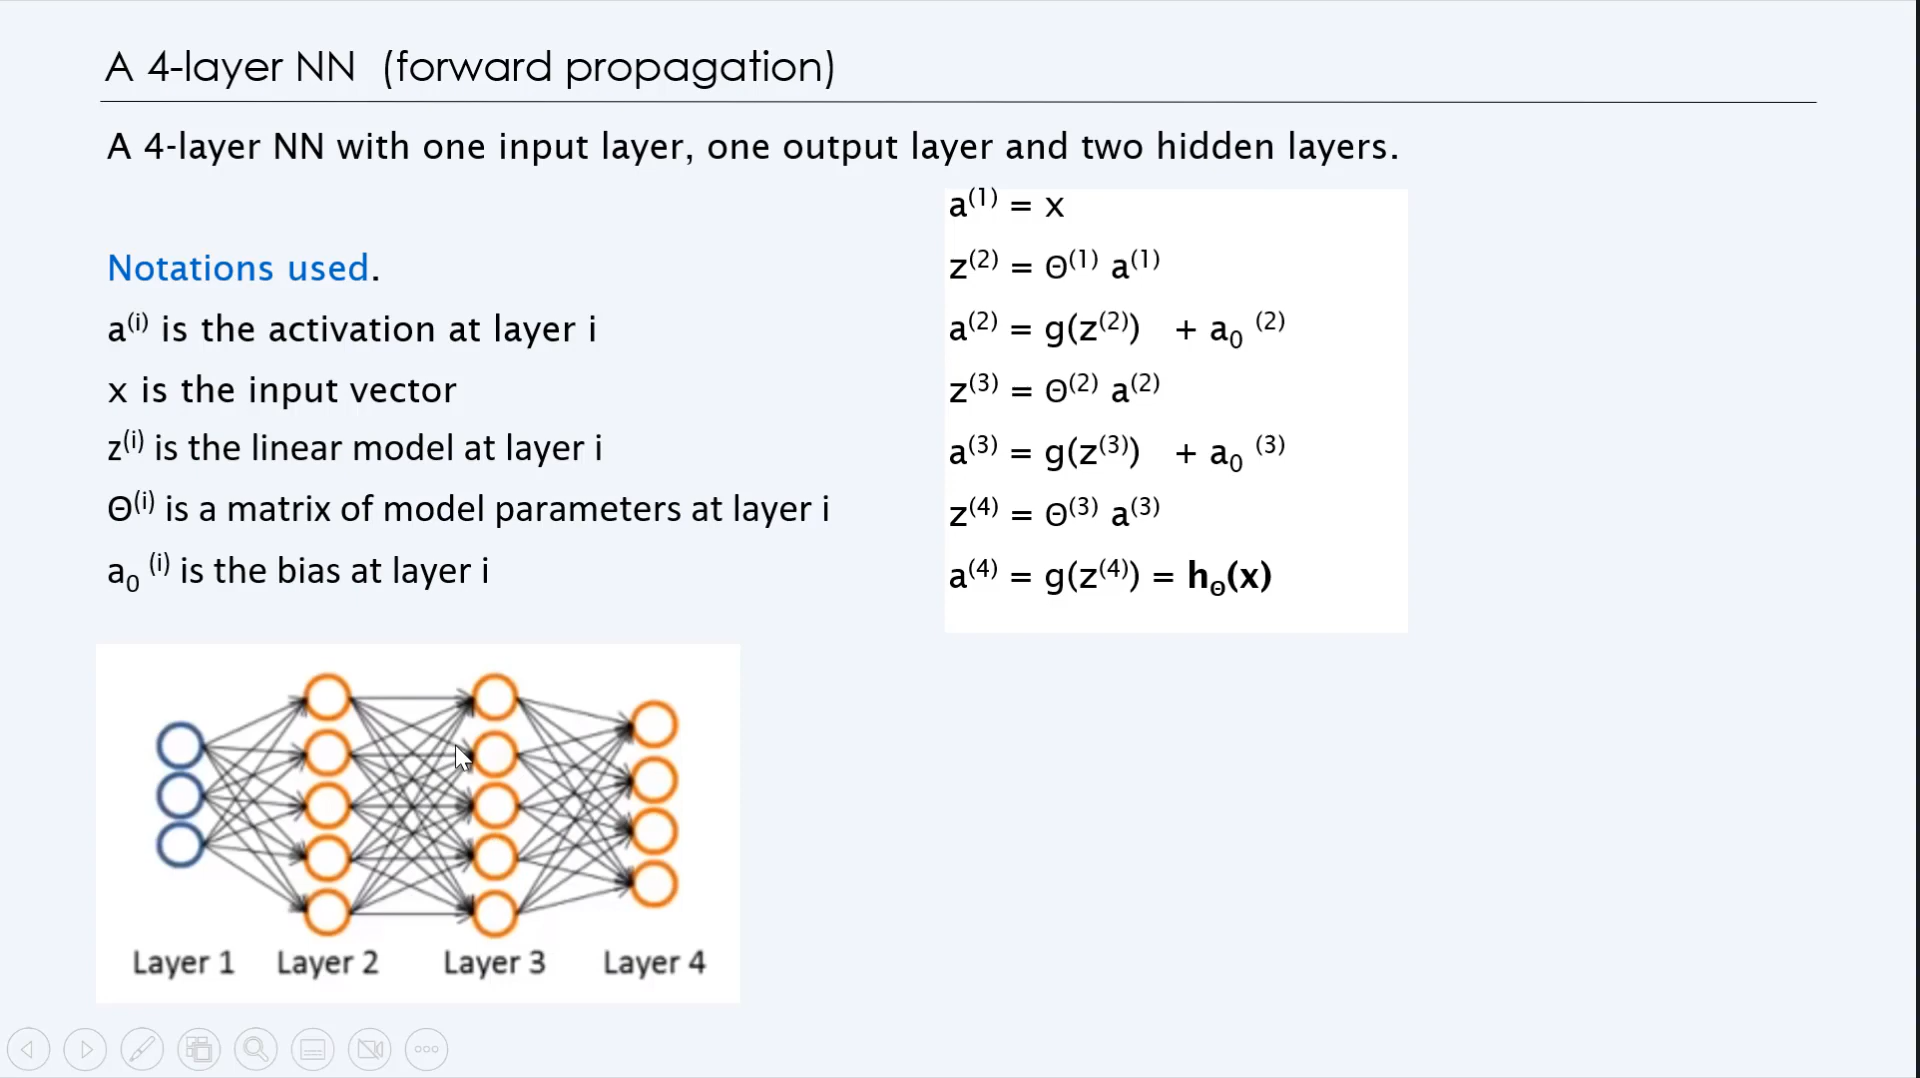 A 4-layer NN (forward propagation)
A 4-layer NN with one input layer, one output layer and two hidden layers.
Notations used.
a⁽ⁱ⁾ is the activation at layer i
x is the input vector
z⁽ⁱ⁾ is the linear model at layer i
Θ⁽ⁱ⁾ is a matrix of model parameters at layer i
a₀ ⁽ⁱ⁾ is the bias at layer i
a⁽¹⁾ = x
z⁽²⁾ = Θ⁽¹⁾ a⁽¹⁾
a⁽²⁾ = g(z⁽²⁾) + a₀ ⁽²⁾
z⁽³⁾ = Θ⁽²⁾ a⁽²⁾
a⁽³⁾ = g(z⁽³⁾) + a₀ ⁽³⁾
z⁽⁴⁾ = Θ⁽³⁾ a⁽³⁾
a⁽⁴⁾ = g(z⁽⁴⁾) = h_Θ(x)
Layer 1 Layer 2 Layer 3 Layer 4